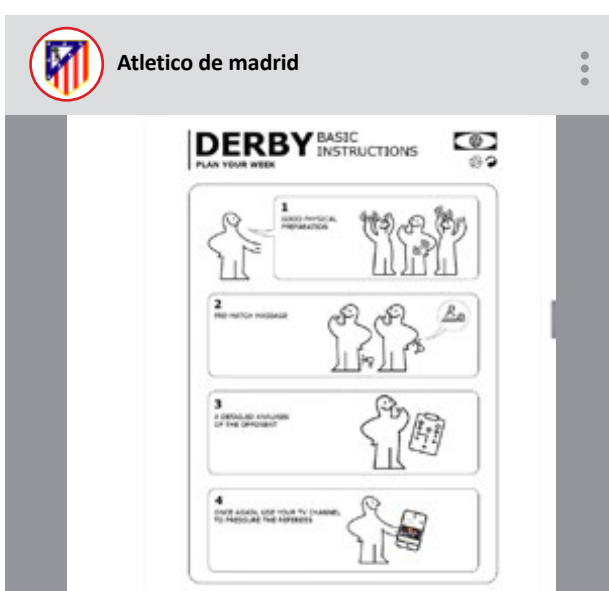 Atletico de madrid
DERBY BASIC
INSTRUCTIONS
PLAN YOUR WEEK
1
GOOD PHYSICAL
PREPARATION
2
PRE-MATCH MASSAGE
3
A DETAILED ANALYSIS
OF THE OPPONENT
4
ONCE AGAIN, USE YOUR TV CHANNEL
TO PRESSURE THE REFEREES